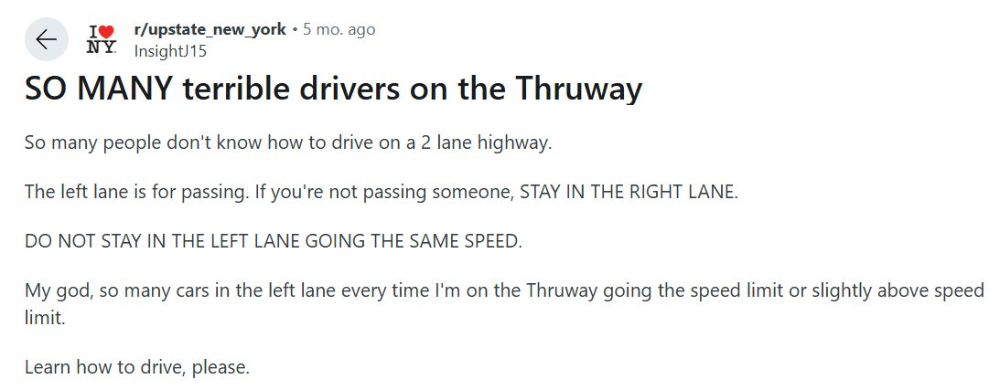 I❤
NY.
r/upstate_new_york • 5 mo. ago
InsightJ15
SO MANY terrible drivers on the Thruway
So many people don't know how to drive on a 2 lane highway.
The left lane is for passing. If you're not passing someone, STAY IN THE RIGHT LANE.
DO NOT STAY IN THE LEFT LANE GOING THE SAME SPEED.
My god, so many cars in the left lane every time I'm on the Thruway going the speed limit or slightly above speed
limit.
Learn how to drive, please.